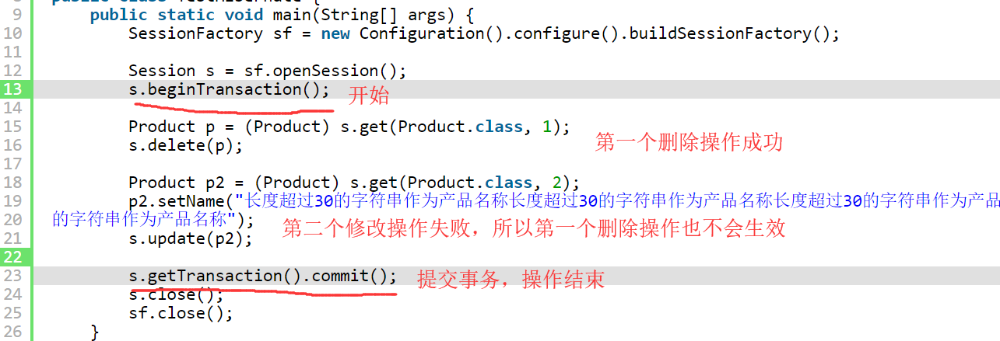 8 public class TestHibernate {
9 public static void main(String[] args) {
10 SessionFactory sf = new Configuration().configure().buildSessionFactory();
11
12 Session s = sf.openSession();
13 s.beginTransaction(); 开始
14
15 Product p = (Product) s.get(Product.class, 1);
16 s.delete(p); 第一个删除操作成功
17
18 Product p2 = (Product) s.get(Product.class, 2);
19 p2.setName("长度超过30的字符串作为产品名称长度超过30的字符串作为产品名称长度超过30的字符串作为产品
20 的字符串作为产品名称");
第二个修改操作失败，所以第一个删除操作也不会生效
21 s.update(p2);
22
23 s.getTransaction().commit(); 提交事务，操作结束
24 s.close();
25 sf.close();
26 }